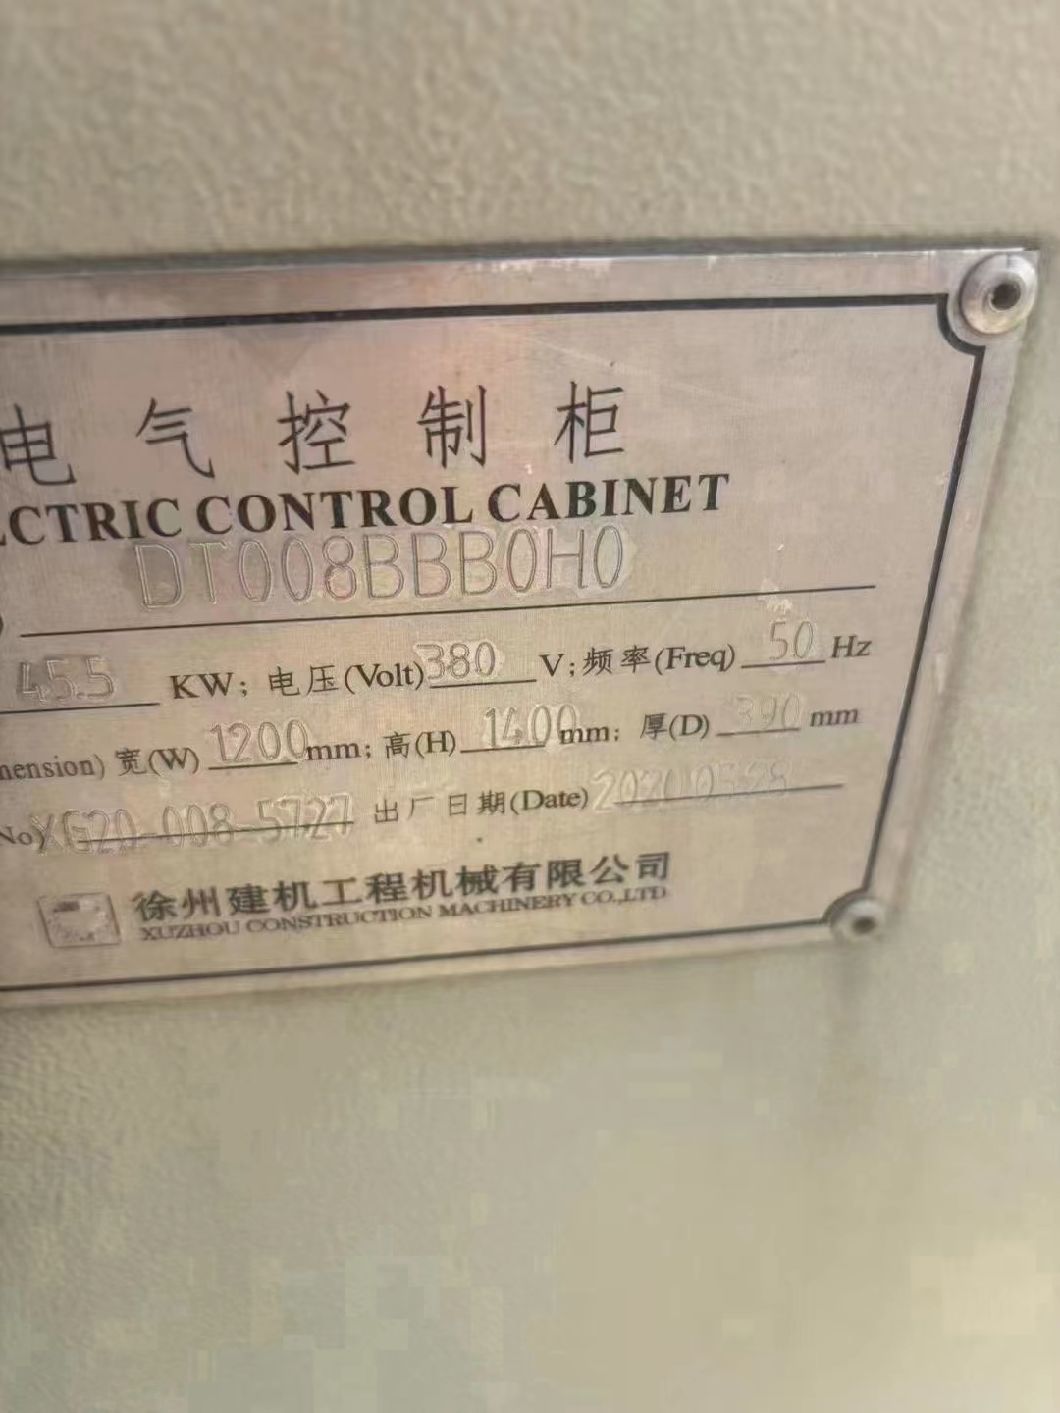 电气控制柜
ECTRIC CONTROL CABINET
DT008BBB0H0
45.5 KW; 电压(Volt) 380 V; 频率(Freq) 50 Hz
mension) 宽(W) 1200 mm; 高(H) 1400 mm; 厚(D) 390 mm
No) XG20-008-5727 出厂日期(Date)
徐州建机工程机械有限公司
XUZHOU CONSTRUCTION MACHINERY CO.,LTD